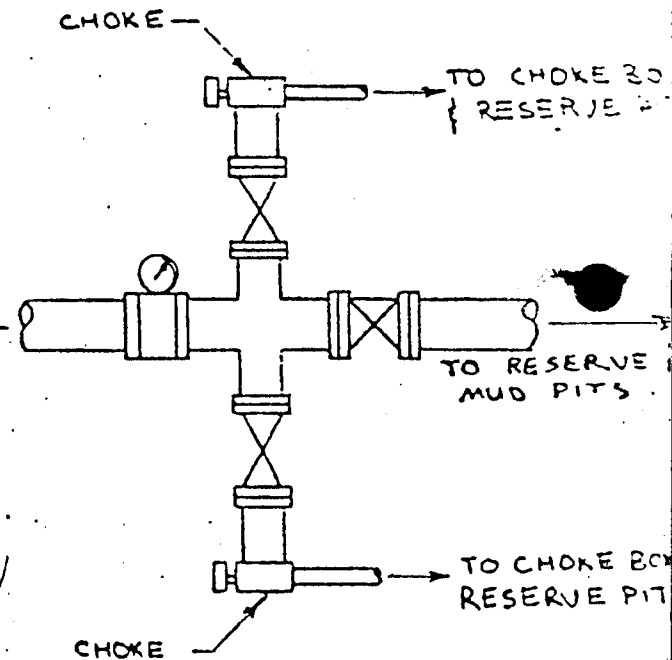 CHOKE
TO CHOKE
RESERVE
TO RESERVE
MUD PITS
TO CHOKE
RESERVE PIT
CHOKE